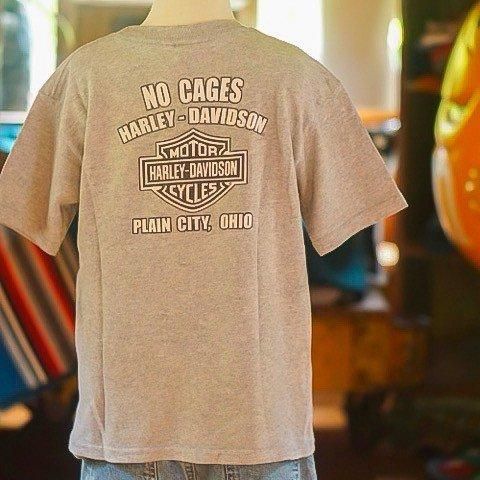 NO CAGES
HARLEY-DAVIDSON
MOTOR
HARLEY-DAVIDSON
CYCLES
PLAIN CITY, OHIO